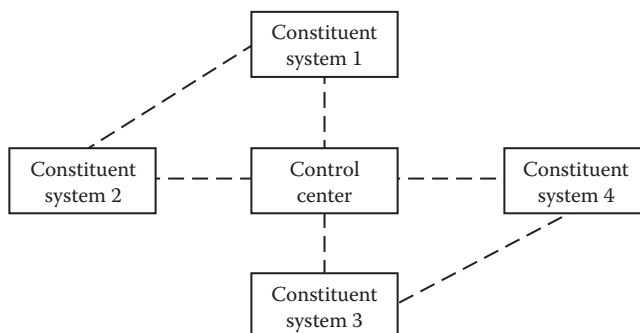 Constituent
system 1
Constituent
system 2
Control
center
Constituent
system 4
Constituent
system 3